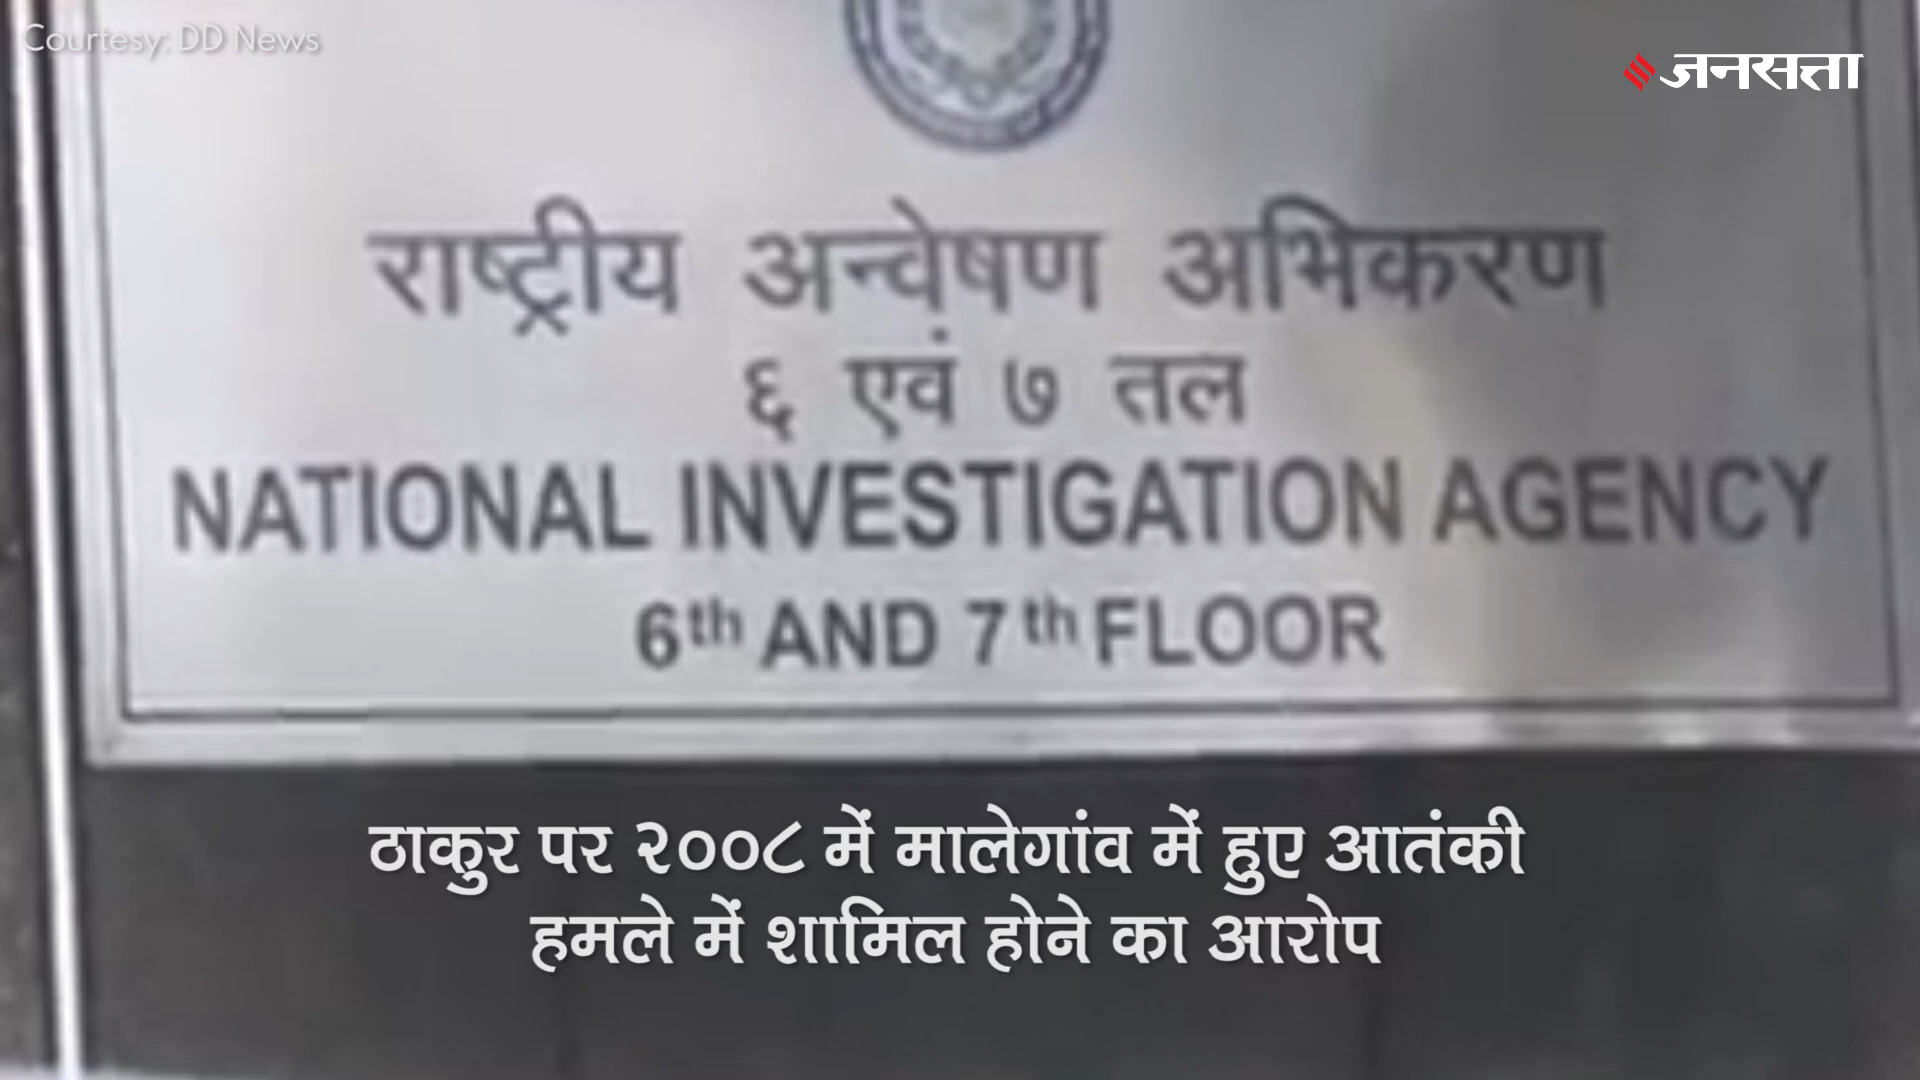 Courtesy: DD News
जनसत्ता
राष्ट्रीय अन्वेषण अभिकरण
६ एवं ७ तल
NATIONAL INVESTIGATION AGENCY
6th AND 7th FLOOR
ठाकुर पर २००८ में मालेगांव में हुए आतंकी
हमले में शामिल होने का आरोप